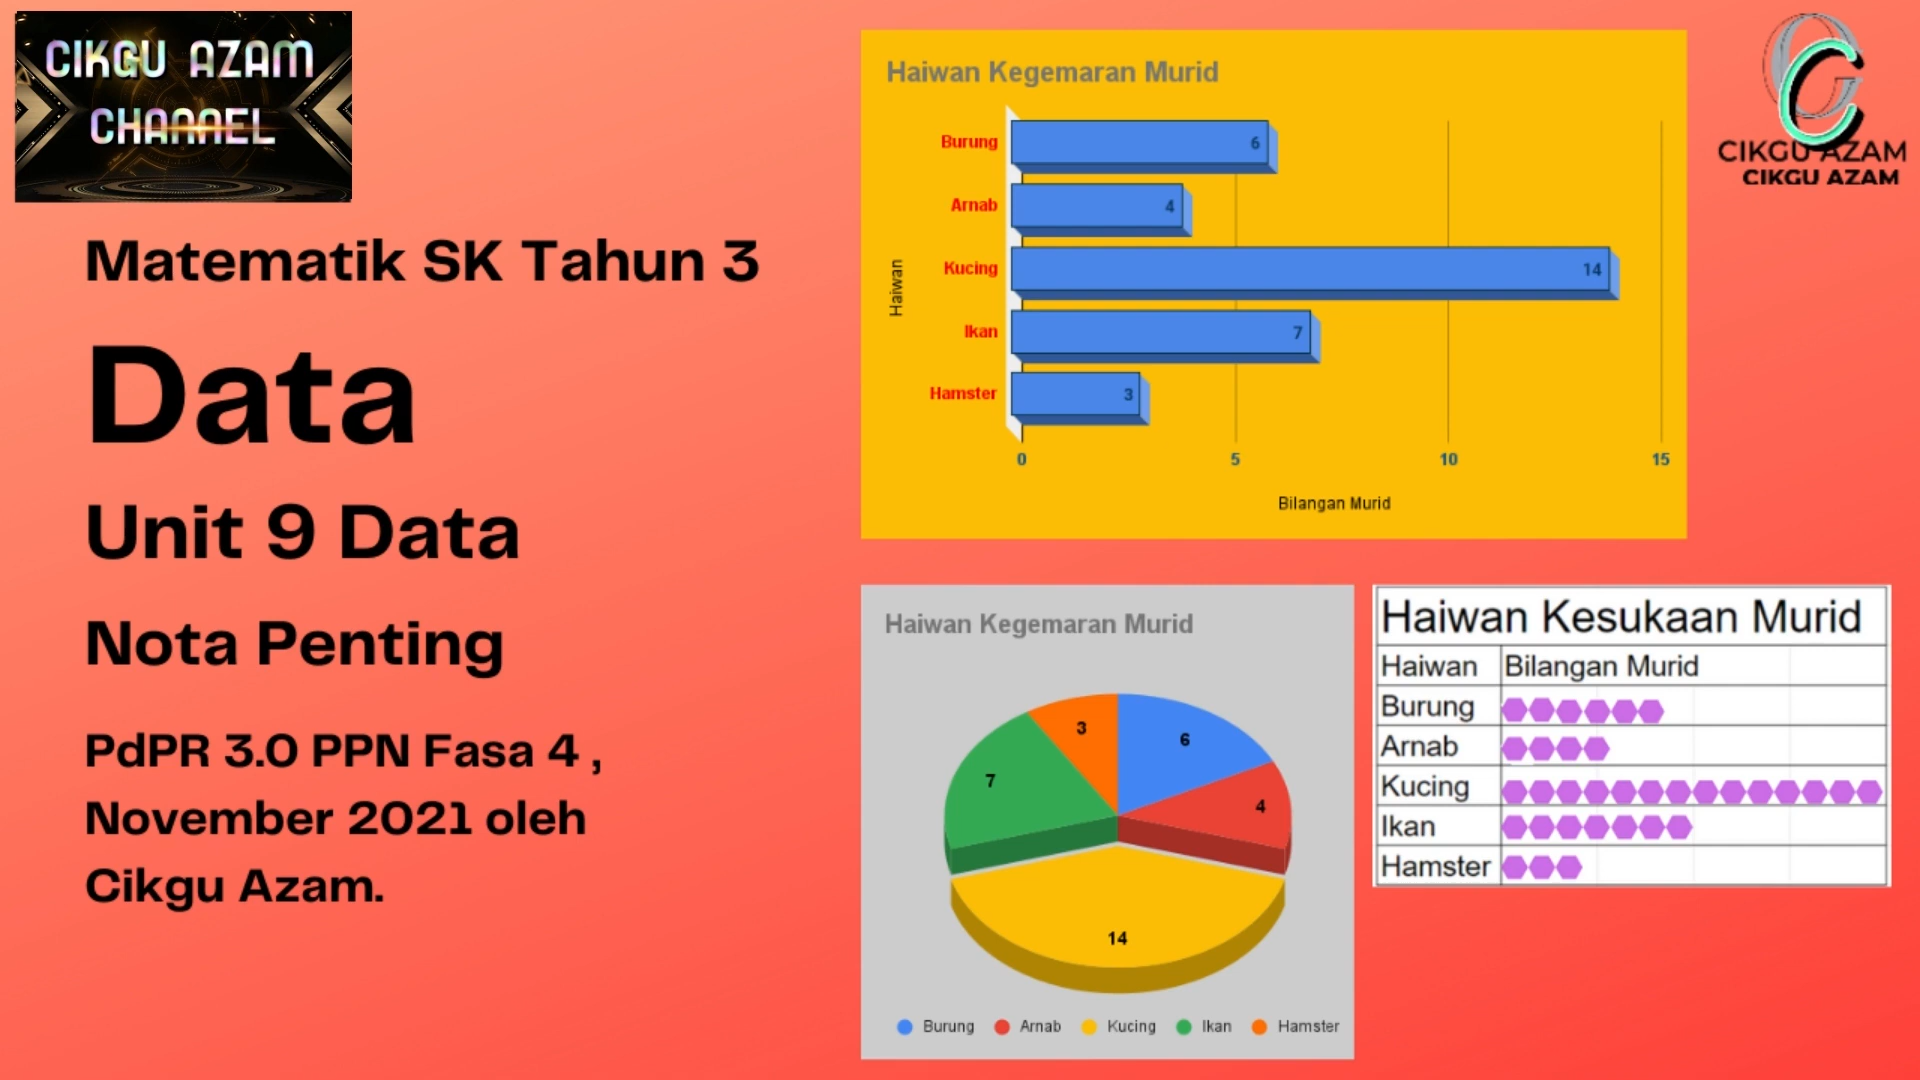 CIKGU AZAM
CHANNEL
Matematik SK Tahun 3
Data
Unit 9 Data
Nota Penting
PdPR 3.0 PPN Fasa 4 ,
November 2021 oleh
Cikgu Azam.
Haiwan Kegemaran Murid
Haiwan
Burung 6
Arnab 4
Kucing 14
Ikan 7
Hamster 3
0 5 10 15
Bilangan Murid
CIKGU AZAM
CIKGU AZAM
Haiwan Kegemaran Murid
3
6
7
4
14
Burung Arnab Kucing Ikan Hamster
Haiwan Kesukaan Murid
Haiwan Bilangan Murid
Burung
Arnab
Kucing
Ikan
Hamster